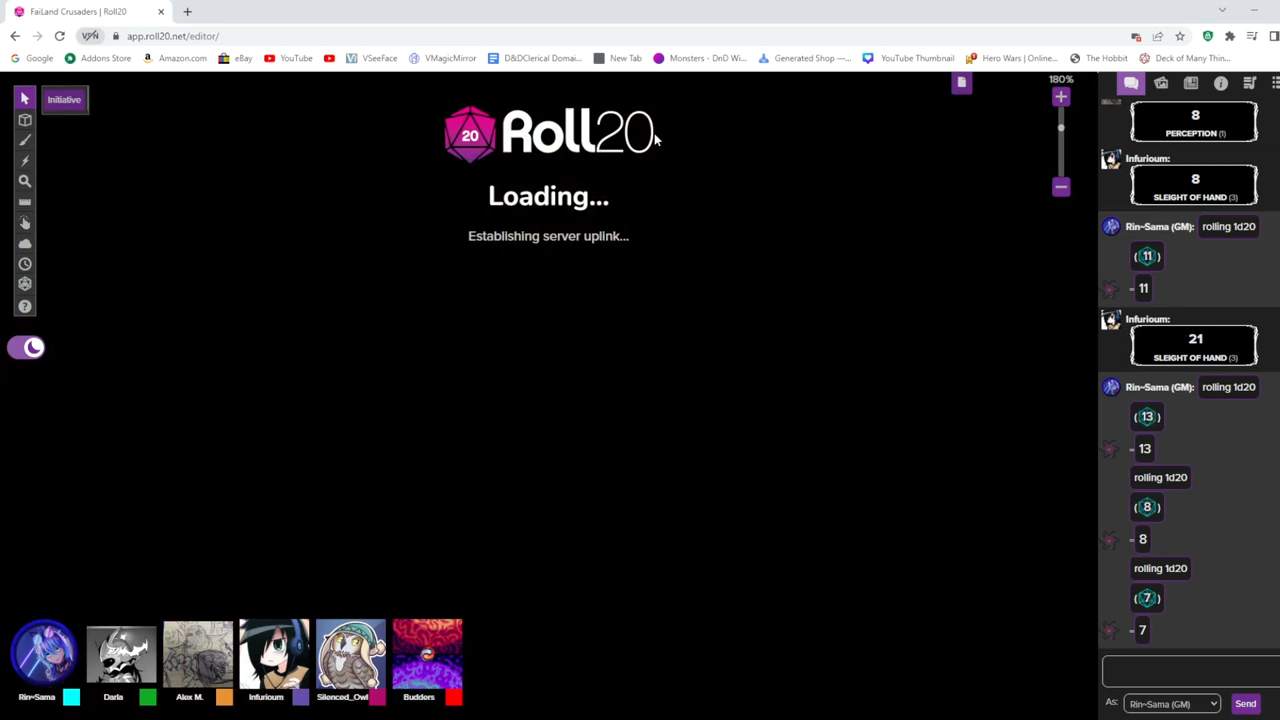 FaiLand Crusaders | Roll20
app.roll20.net/editor/
Google
Addons Store
Amazon.com
eBay
YouTube
VSeeFace
VMagicMirror
D&DClerical Domai...
New Tab
Monsters - DnD Wi...
Generated Shop —...
YouTube Thumbnail
Hero Wars | Online...
The Hobbit
Deck of Many Thin...
Initiative
180%
20
Roll20
Loading...
Establishing server uplink...
8
PERCEPTION (1)
Infurioum:
8
SLEIGHT OF HAND (3)
Rin~Sama (GM):
rolling 1d20
(11)
=11
Infurioum:
21
SLEIGHT OF HAND (3)
Rin~Sama (GM):
rolling 1d20
(13)
=13
rolling 1d20
(8)
=8
rolling 1d20
(7)
=7
Rin~Sama
Darla
Alex M.
Infurioum
Silenced_Owl
Budders
As:
Rin~Sama (GM)
Send